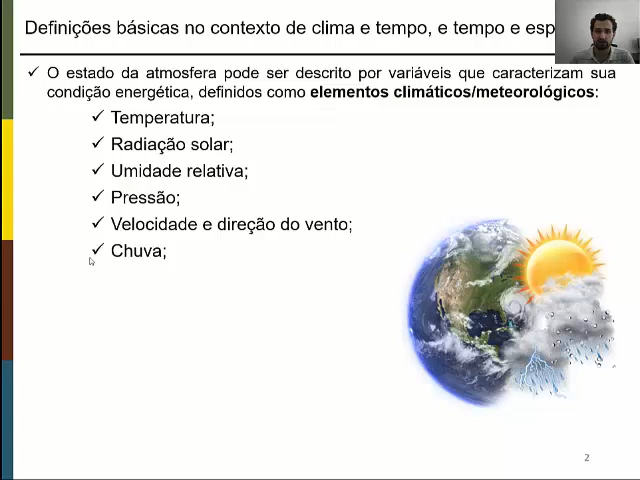 Definições básicas no contexto de clima e tempo, e tempo e esp
✓ O estado da atmosfera pode ser descrito por variáveis que caracterizam sua
condição energética, definidos como elementos climáticos/meteorológicos:
✓ Temperatura;
✓ Radiação solar;
✓ Umidade relativa;
✓ Pressão;
✓ Velocidade e direção do vento;
✓ Chuva;
2